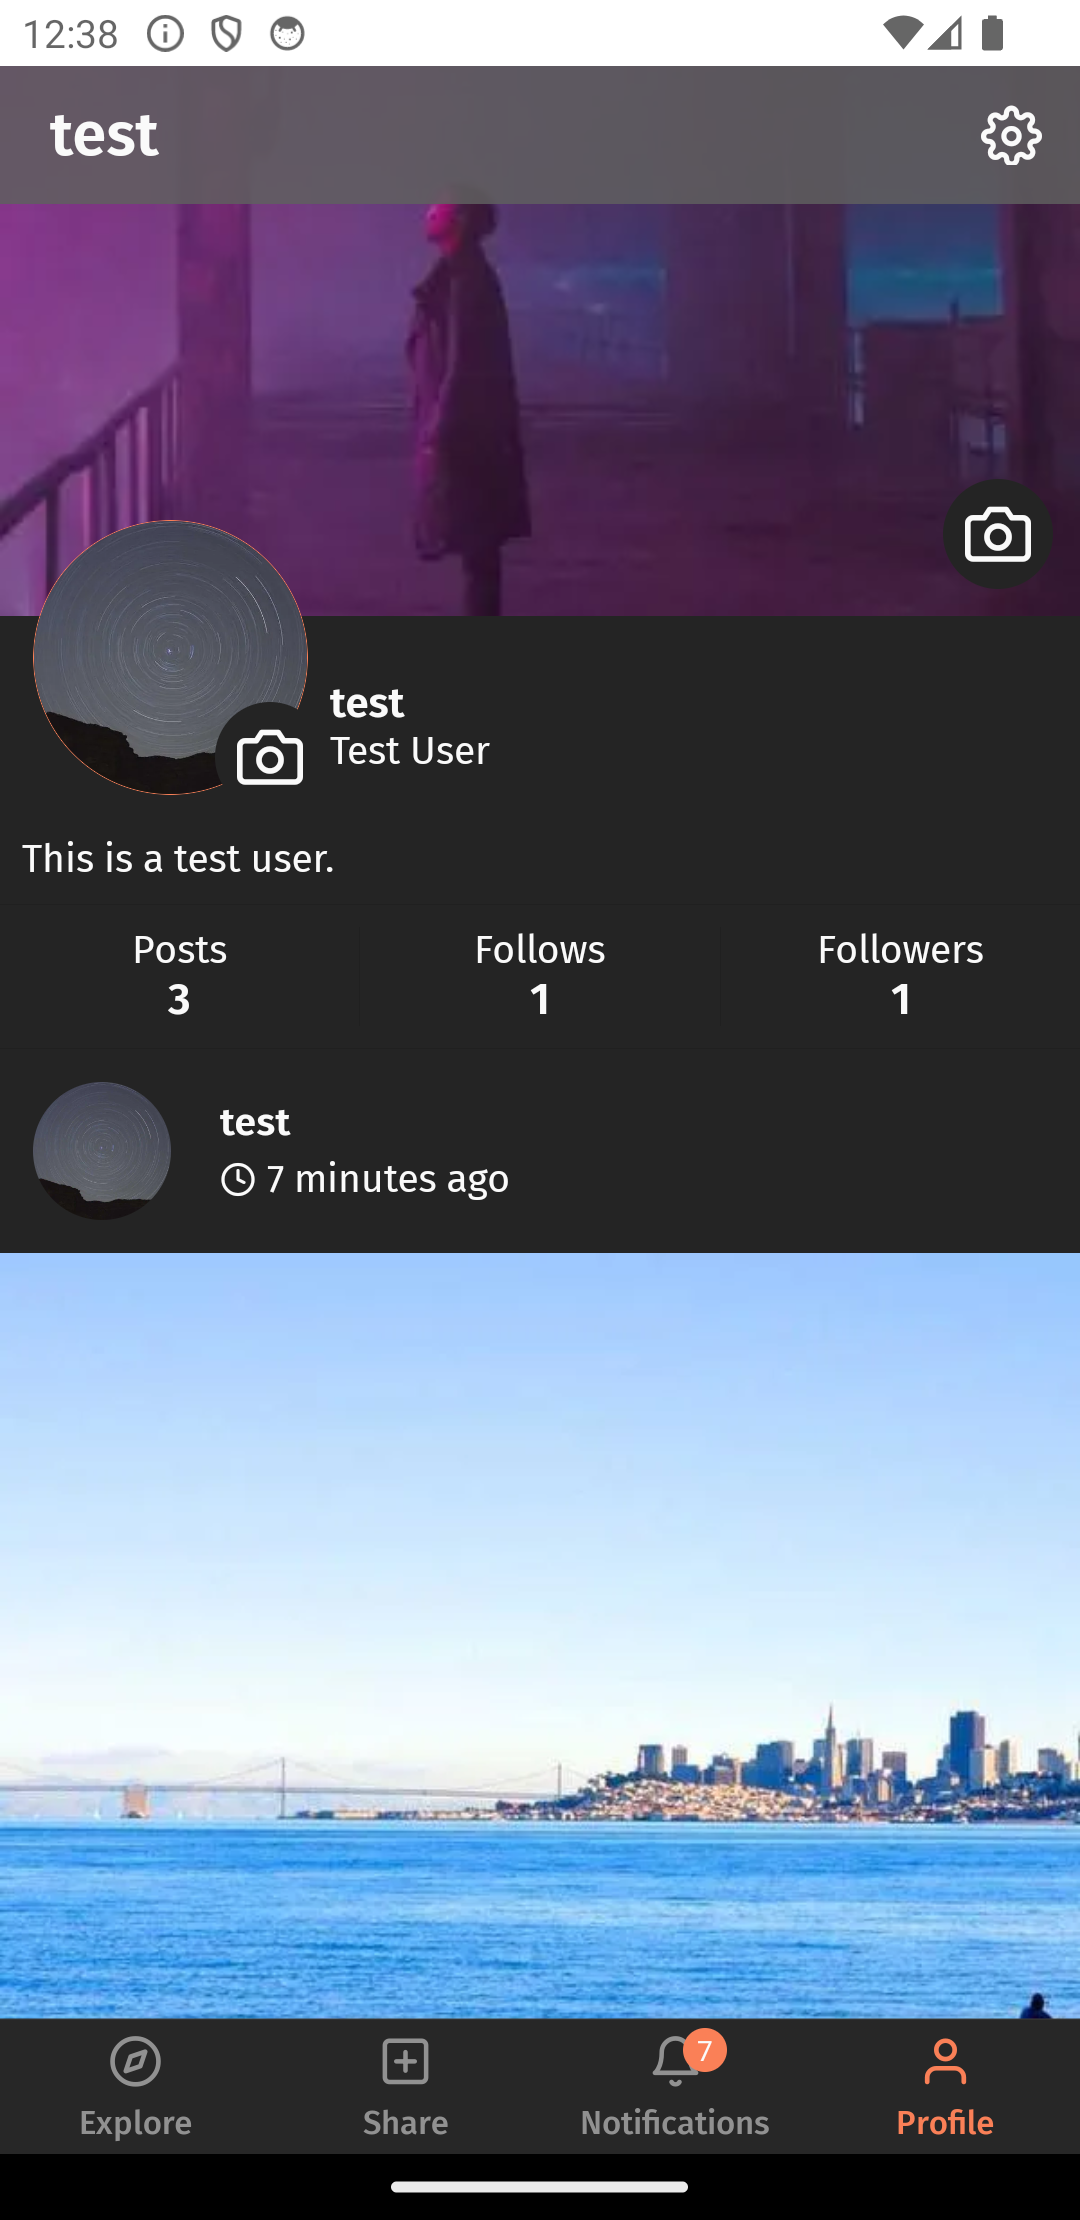 12:38
test
test
Test User
This is a test user.
Posts
3
Follows
1
Followers
1
test
7 minutes ago
7
Explore
Share
Notifications
Profile